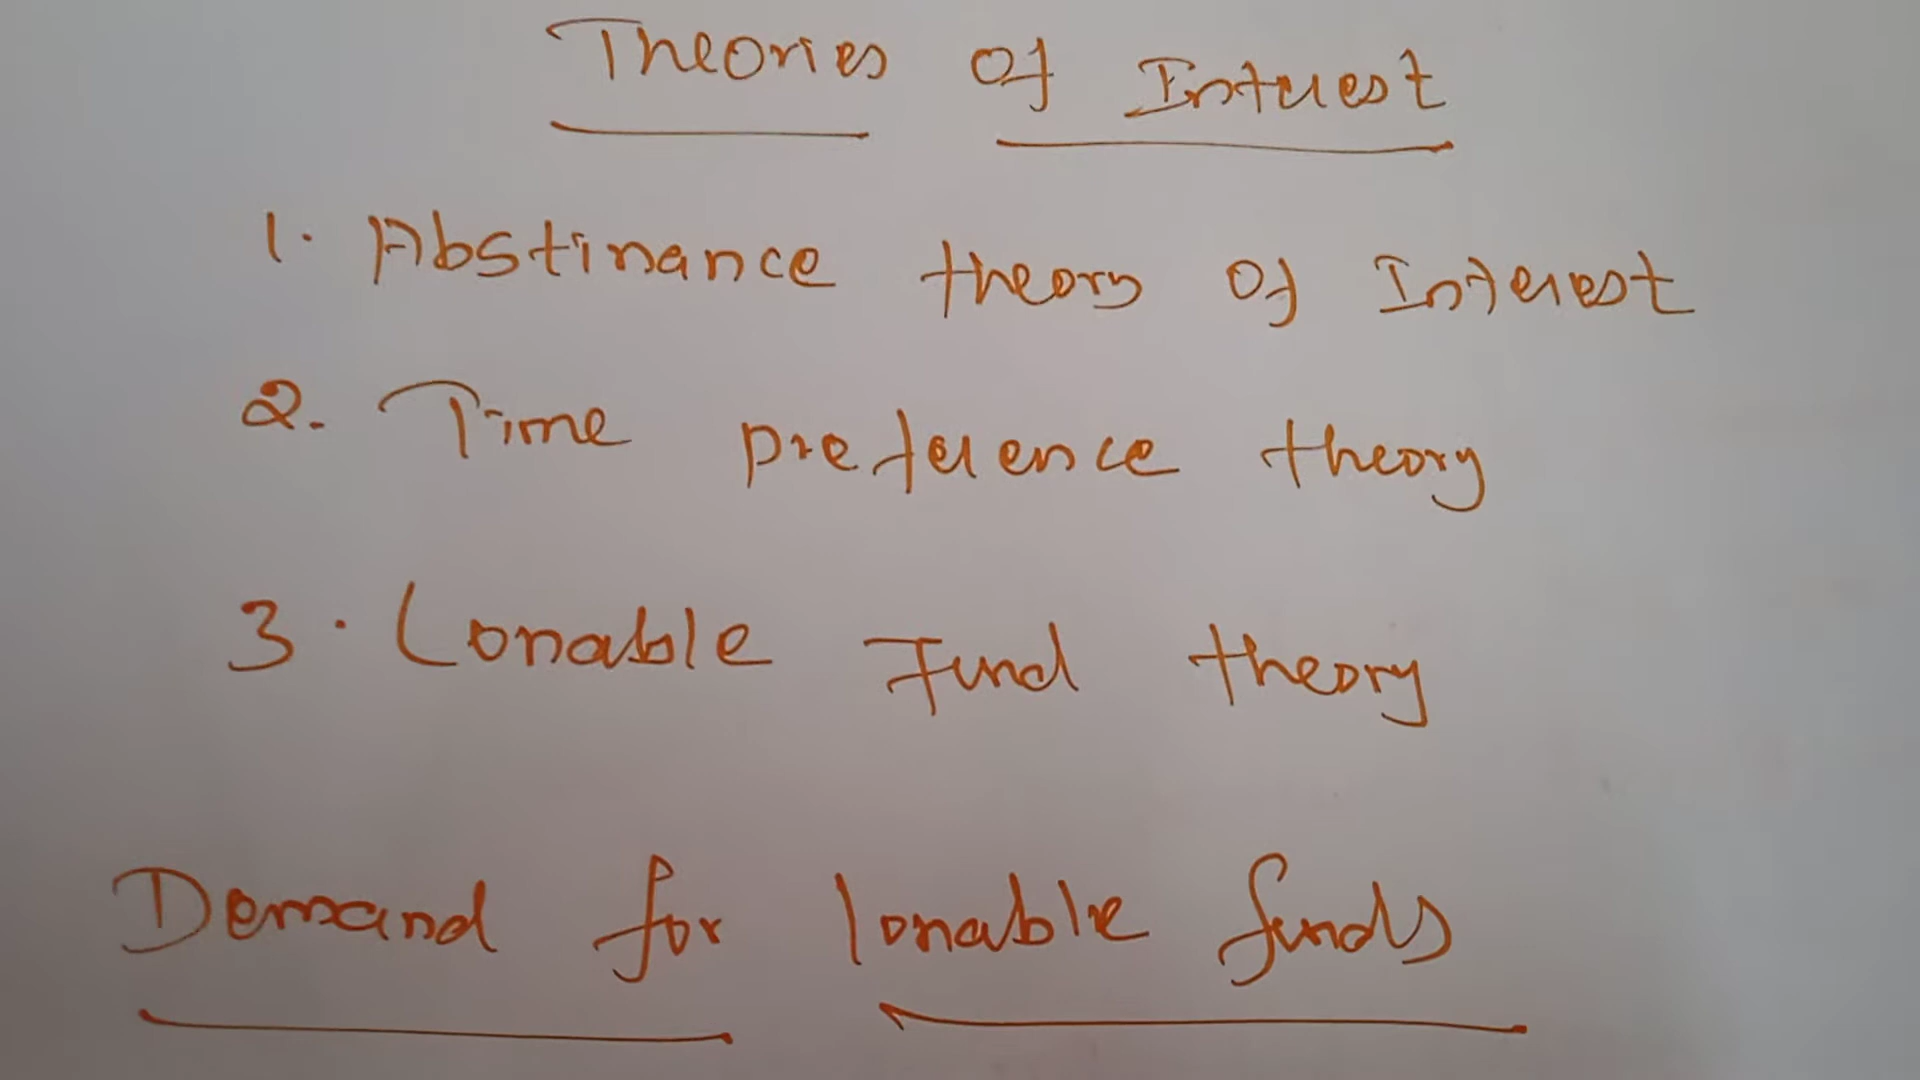 Theories of Interest
1. Abstinance theory of Interest
2. Time preference theory
3. Lonable Fund theory
Demand for lonable funds